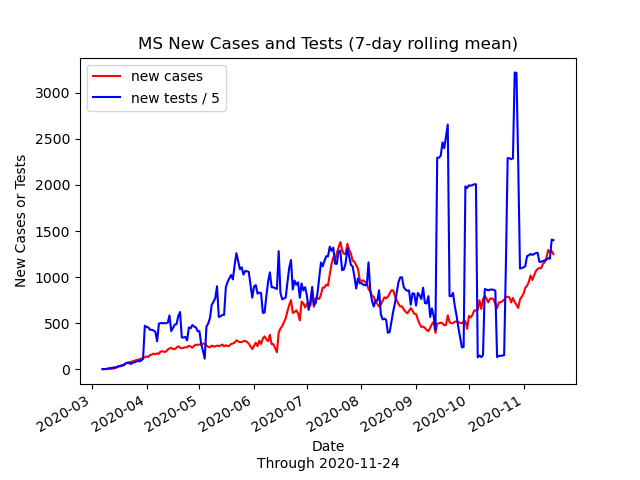 MS New Cases and Tests (7-day rolling mean)
new cases
new tests / 5
3000
2500
2000
1500
1000
500
0
New Cases or Tests
2020-03
2020-04
2020-05
2020-06
2020-07
2020-08
2020-09
2020-10
2020-11
Date
Through 2020-11-24